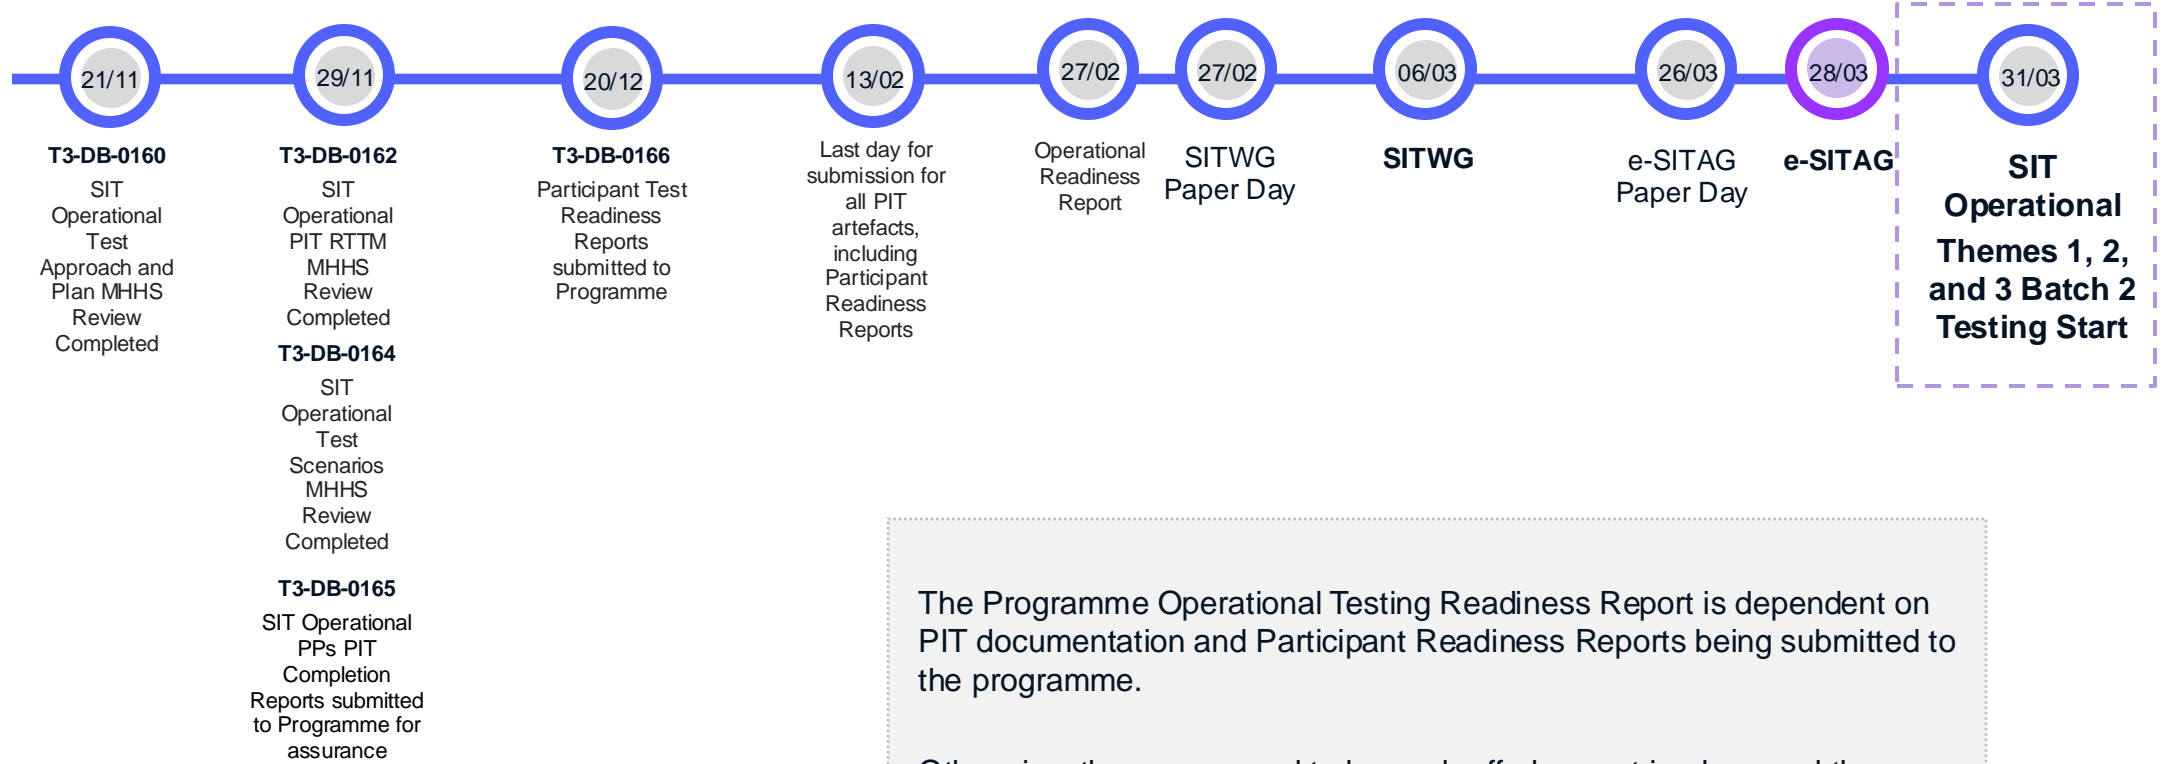 21/11
29/11
20/12
13/02
27/02
27/02
06/03
26/03
28/03
31/03
T3-DB-0160
SIT
Operational
Test
Approach and
Plan MHHS
Review
Completed
T3-DB-0162
SIT
Operational
PIT RTTM
MHHS
Review
Completed
T3-DB-0164
SIT
Operational
Test
Scenarios
MHHS
Review
Completed
T3-DB-0165
SIT Operational
PPs PIT
Completion
Reports submitted
to Programme for
assurance
T3-DB-0166
Participant Test
Readiness
Reports
submitted to
Programme
Last day for
submission for
all PIT
artefacts,
including
Participant
Readiness
Reports
Operational
Readiness
Report
SITWG
Paper Day
SITWG
e-SITAG
Paper Day
e-SITAG
SIT
Operational
Themes 1, 2,
and 3 Batch 2
Testing Start
The Programme Operational Testing Readiness Report is dependent on
PIT documentation and Participant Readiness Reports being submitted to
the programme.